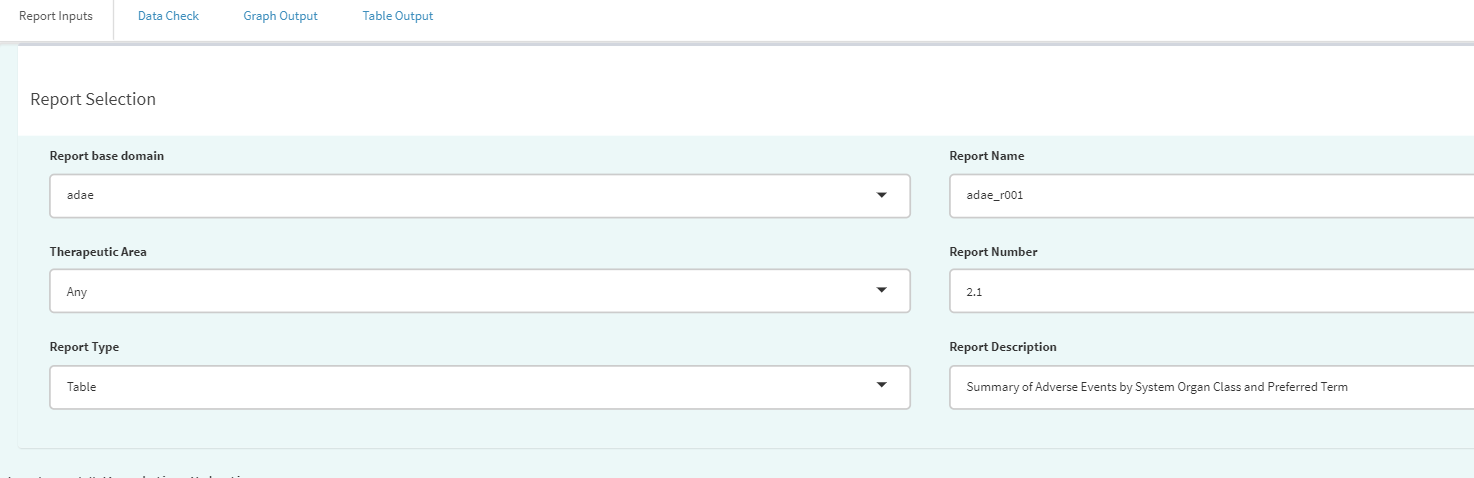 Report Inputs Data Check Graph Output Table Output
Report Selection
Report base domain Report Name
adae adae_r001
Therapeutic Area Report Number
Any 2.1
Report Type Report Description
Table Summary of Adverse Events by System Organ Class and Preferred Term